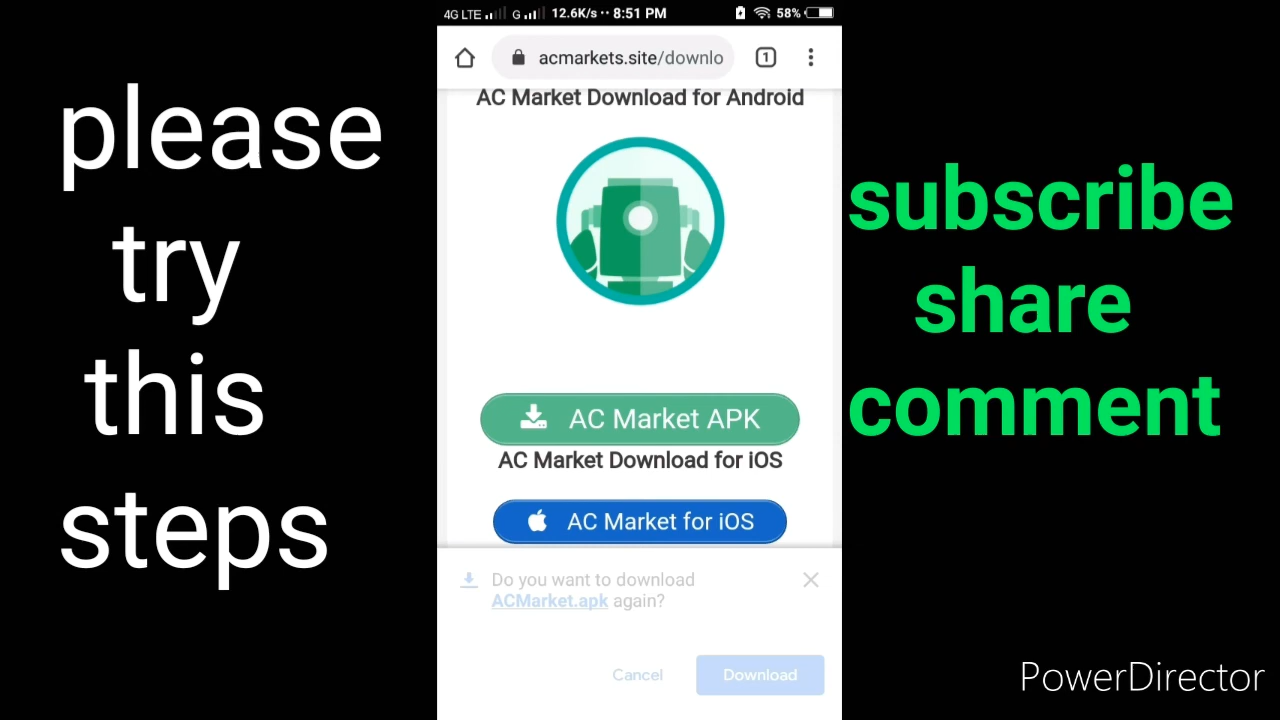 please
try
this
steps
4G LTE G 12.6K/s ·· 8:51 PM 58%
acmarkets.site/downlo 1
AC Market Download for Android
AC Market APK
AC Market Download for iOS
AC Market for iOS
Do you want to download
ACMarket.apk again?
Cancel Download
subscribe
share
comment
PowerDirector